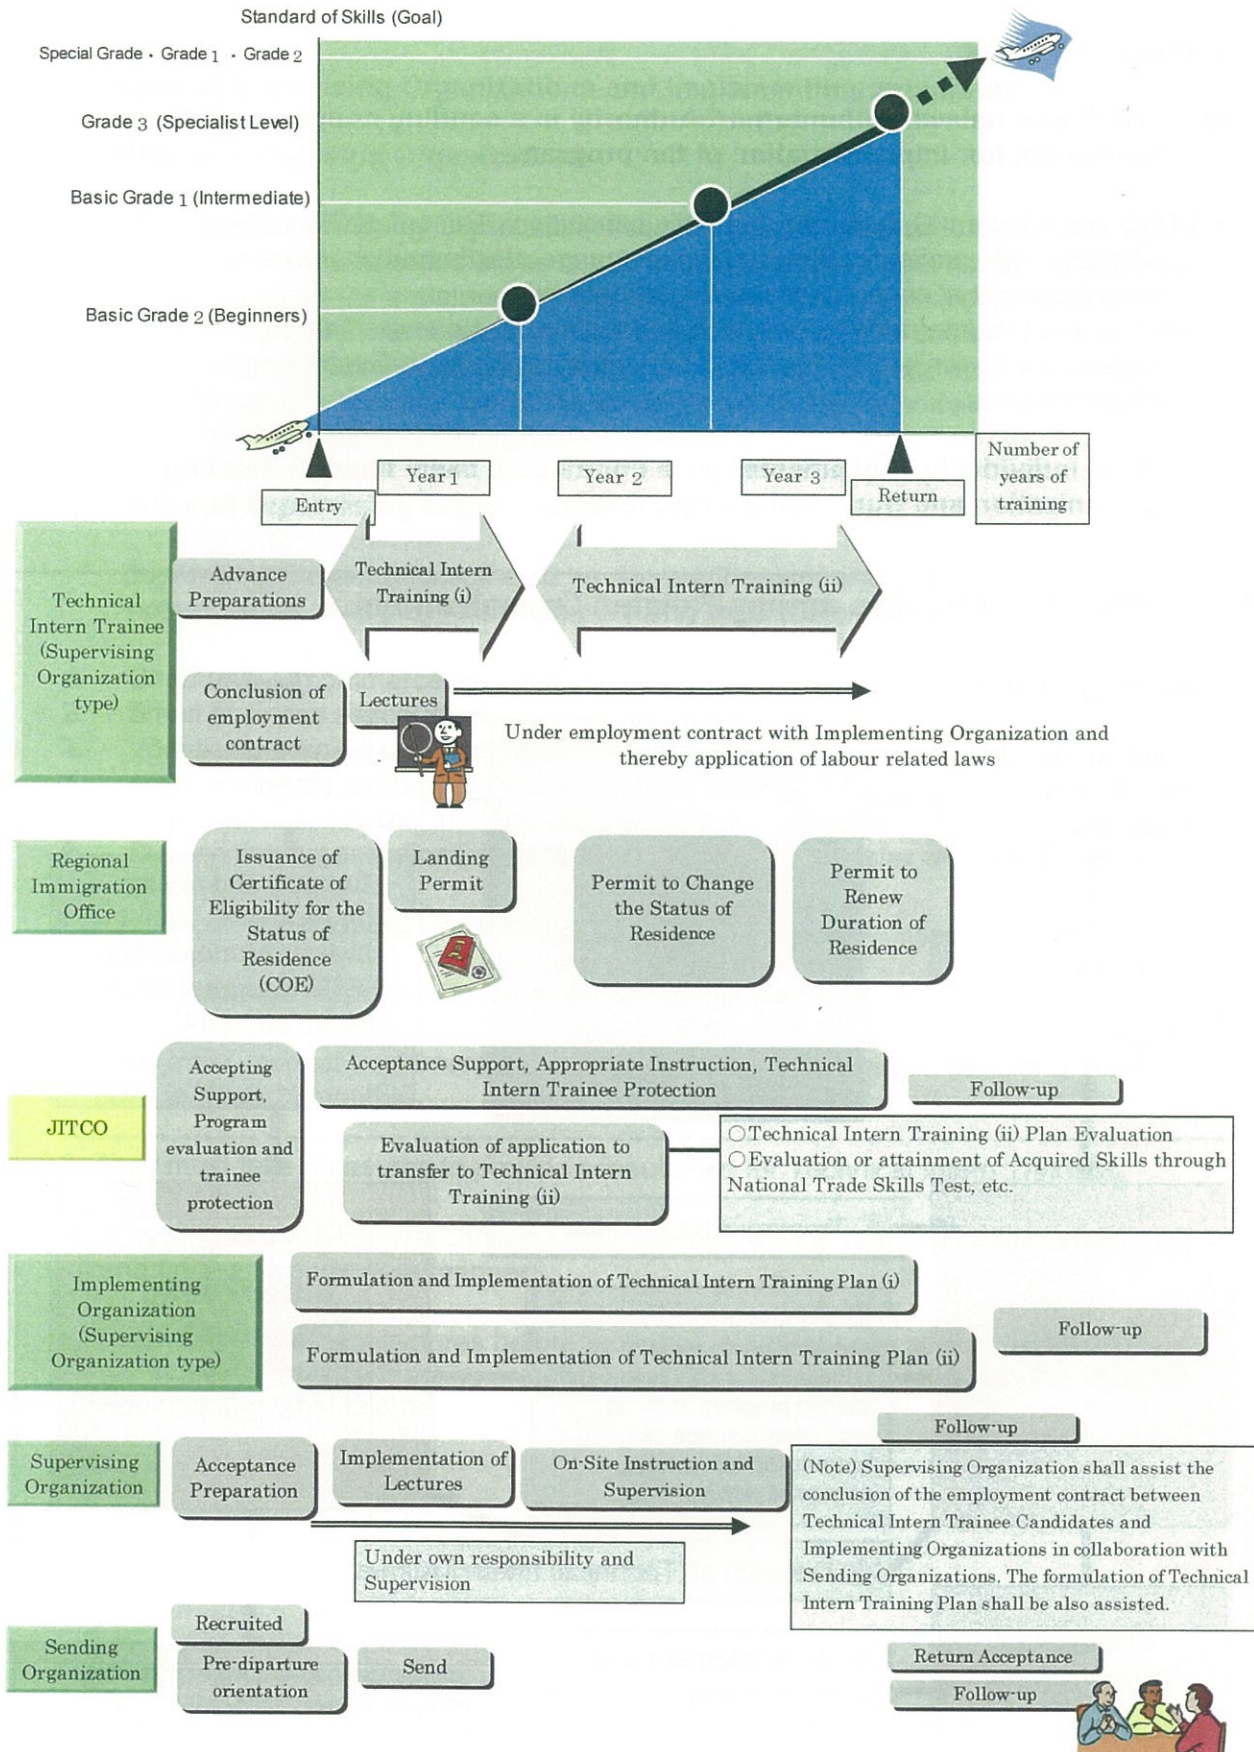 Standard of Skills (Goal)
Special Grade · Grade 1 · Grade 2
Grade 3 (Specialist Level)
Basic Grade 1 (Intermediate)
Basic Grade 2 (Beginners)
Entry
Year 1
Year 2
Year 3
Return
Number of
years of
training
Technical
Intern Trainee
(Supervising
Organization
type)
Advance
Preparations
Technical Intern
Training (i)
Technical Intern Training (ii)
Conclusion of
employment
contract
Lectures
Under employment contract with Implementing Organization and
thereby application of labour related laws
Regional
Immigration
Office
Issuance of
Certificate of
Eligibility for the
Status of
Residence
(COE)
Landing
Permit
Permit to Change
the Status of
Residence
Permit to
Renew
Duration of
Residence
JITCO
Accepting
Support,
Program
evaluation and
trainee
protection
Acceptance Support, Appropriate Instruction, Technical
Intern Trainee Protection
Follow-up
Evaluation of application to
transfer to Technical Intern
Training (ii)
○Technical Intern Training (ii) Plan Evaluation
○Evaluation or attainment of Acquired Skills through
National Trade Skills Test, etc.
Implementing
Organization
(Supervising
Organization type)
Formulation and Implementation of Technical Intern Training Plan (i)
Formulation and Implementation of Technical Intern Training Plan (ii)
Follow-up
Supervising
Organization
Acceptance
Preparation
Implementation of
Lectures
On-Site Instruction and
Supervision
Follow-up
Under own responsibility and
Supervision
(Note) Supervising Organization shall assist the
conclusion of the employment contract between
Technical Intern Trainee Candidates and
Implementing Organizations in collaboration with
Sending Organizations. The formulation of Technical
Intern Training Plan shall be also assisted.
Sending
Organization
Recruited
Pre-diparture
orientation
Send
Return Acceptance
Follow-up